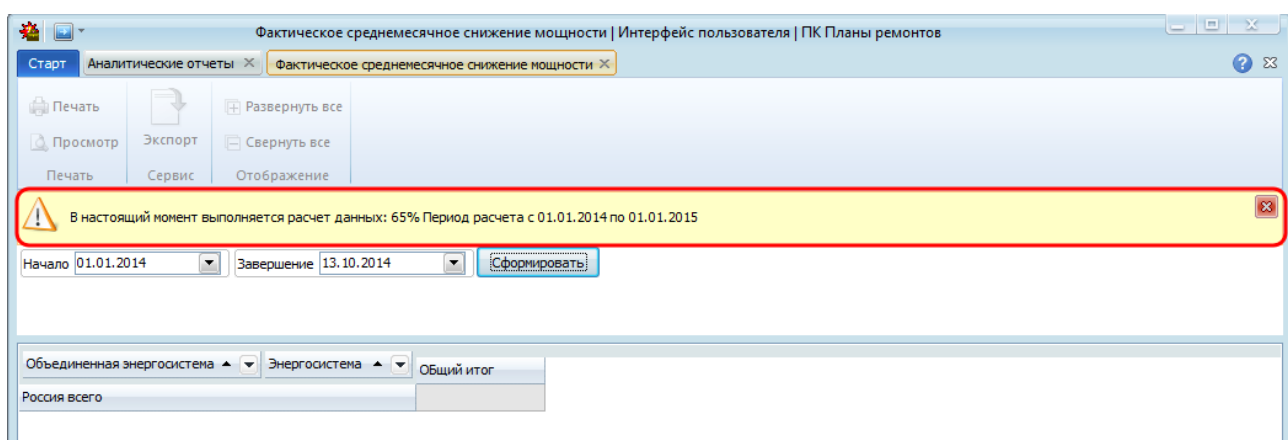 Фактическое среднемесячное снижение мощности | Интерфейс пользователя | ПК Планы ремонтов
Старт Аналитические отчеты Фактическое среднемесячное снижение мощности
Печать Развернуть все
Просмотр Экспорт Свернуть все
Печать Сервис Отображение
В настоящий момент выполняется расчет данных: 65% Период расчета с 01.01.2014 по 01.01.2015
Начало 01.01.2014 Завершение 13.10.2014 Сформировать
Объединенная энергосистема Энергосистема ОБщий итог
Россия всего